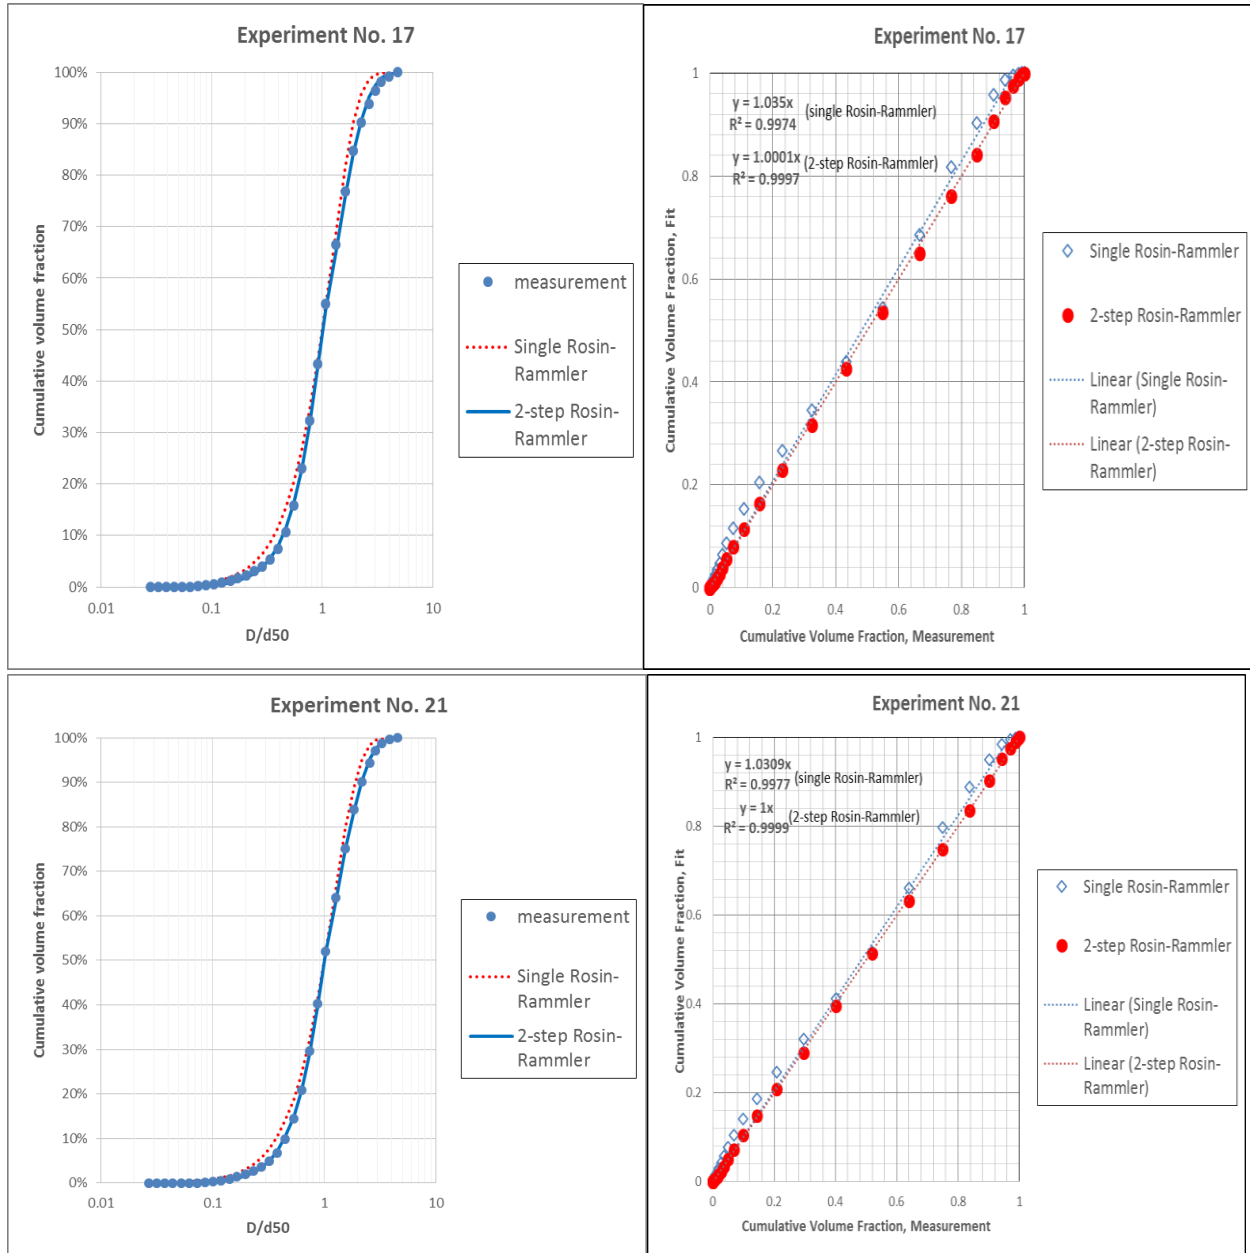 Experiment No. 17
100%
90%
80%
70%
60%
50%
40%
30%
20%
10%
0%
0.01
0.1
1
10
Cumulative volume fraction
D/d50
measurement
Single Rosin-
Rammler
2-step Rosin-
Rammler
Experiment No. 17
y = 1.035x
R² = 0.9974
(single Rosin-Rammler)
y = 1.0001x
R² = 0.9997
(2-step Rosin-Rammler)
1
0.8
0.6
0.4
0.2
0
0
0.2
0.4
0.6
0.8
1
Cumulative Volume Fraction, Fit
Cumulative Volume Fraction, Measurement
Single Rosin-Rammler
2-step Rosin-Rammler
Linear (Single Rosin-
Rammler)
Linear (2-step Rosin-
Rammler)
Experiment No. 21
100%
90%
80%
70%
60%
50%
40%
30%
20%
10%
0%
0.01
0.1
1
10
Cumulative volume fraction
D/d50
measurement
Single Rosin-
Rammler
2-step Rosin-
Rammler
Experiment No. 21
y = 1.0309x
R² = 0.9977
(single Rosin-Rammler)
y = 1x
R² = 0.9999
(2-step Rosin-Rammler)
1
0.8
0.6
0.4
0.2
0
0
0.2
0.4
0.6
0.8
1
Cumulative Volume Fraction, Fit
Cumulative Volume Fraction, Measurement
Single Rosin-Rammler
2-step Rosin-Rammler
Linear (Single Rosin-
Rammler)
Linear (2-step Rosin-
Rammler)